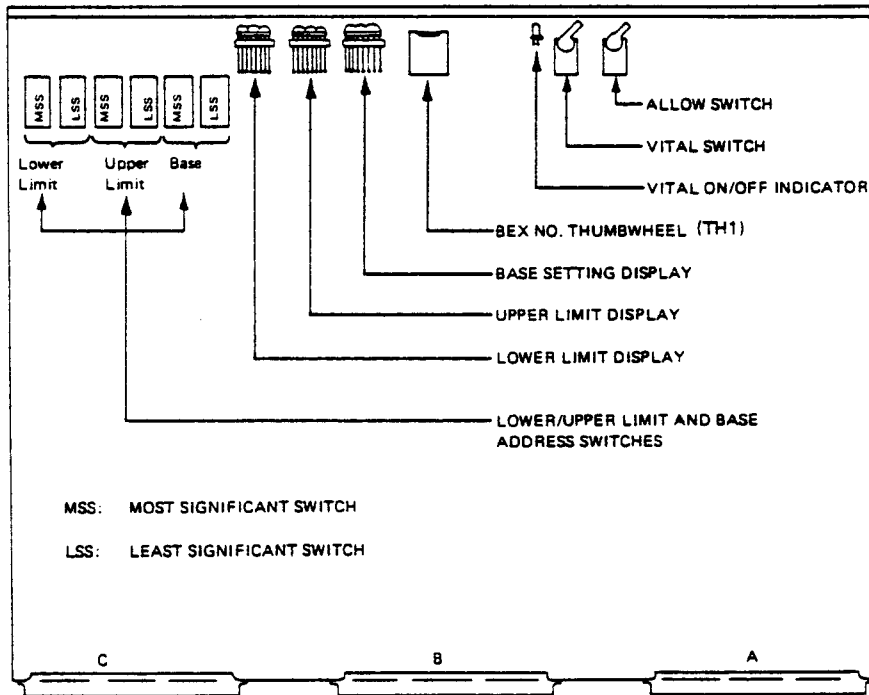 MSS LSS MSS LSS MSS LSS
Lower Limit
Upper Limit
Base
ALLOW SWITCH
VITAL SWITCH
VITAL ON/OFF INDICATOR
BEX NO. THUMBWHEEL (TH1)
BASE SETTING DISPLAY
UPPER LIMIT DISPLAY
LOWER LIMIT DISPLAY
LOWER/UPPER LIMIT AND BASE
ADDRESS SWITCHES
MSS: MOST SIGNIFICANT SWITCH
LSS: LEAST SIGNIFICANT SWITCH
C B A